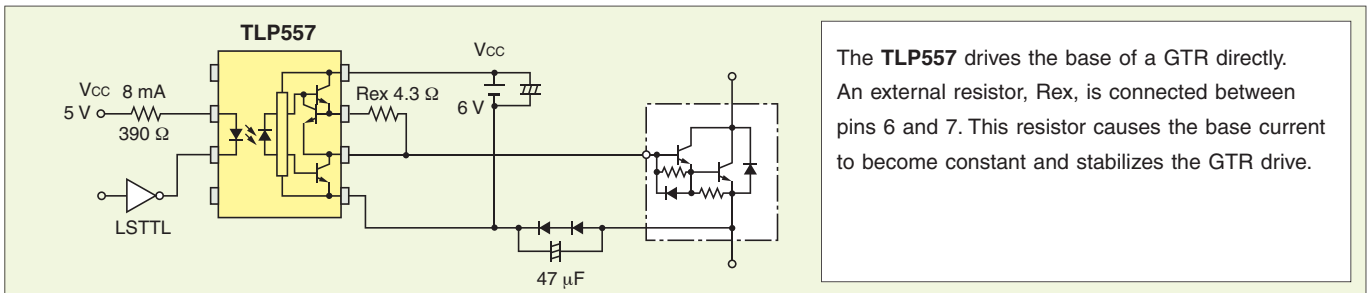 TLP557
Vcc
Vcc 8 mA
5 V
390 Ω
Rex 4.3 Ω
6 V
LSTTL
47 μF
The TLP557 drives the base of a GTR directly.
An external resistor, Rex, is connected between
pins 6 and 7. This resistor causes the base current
to become constant and stabilizes the GTR drive.